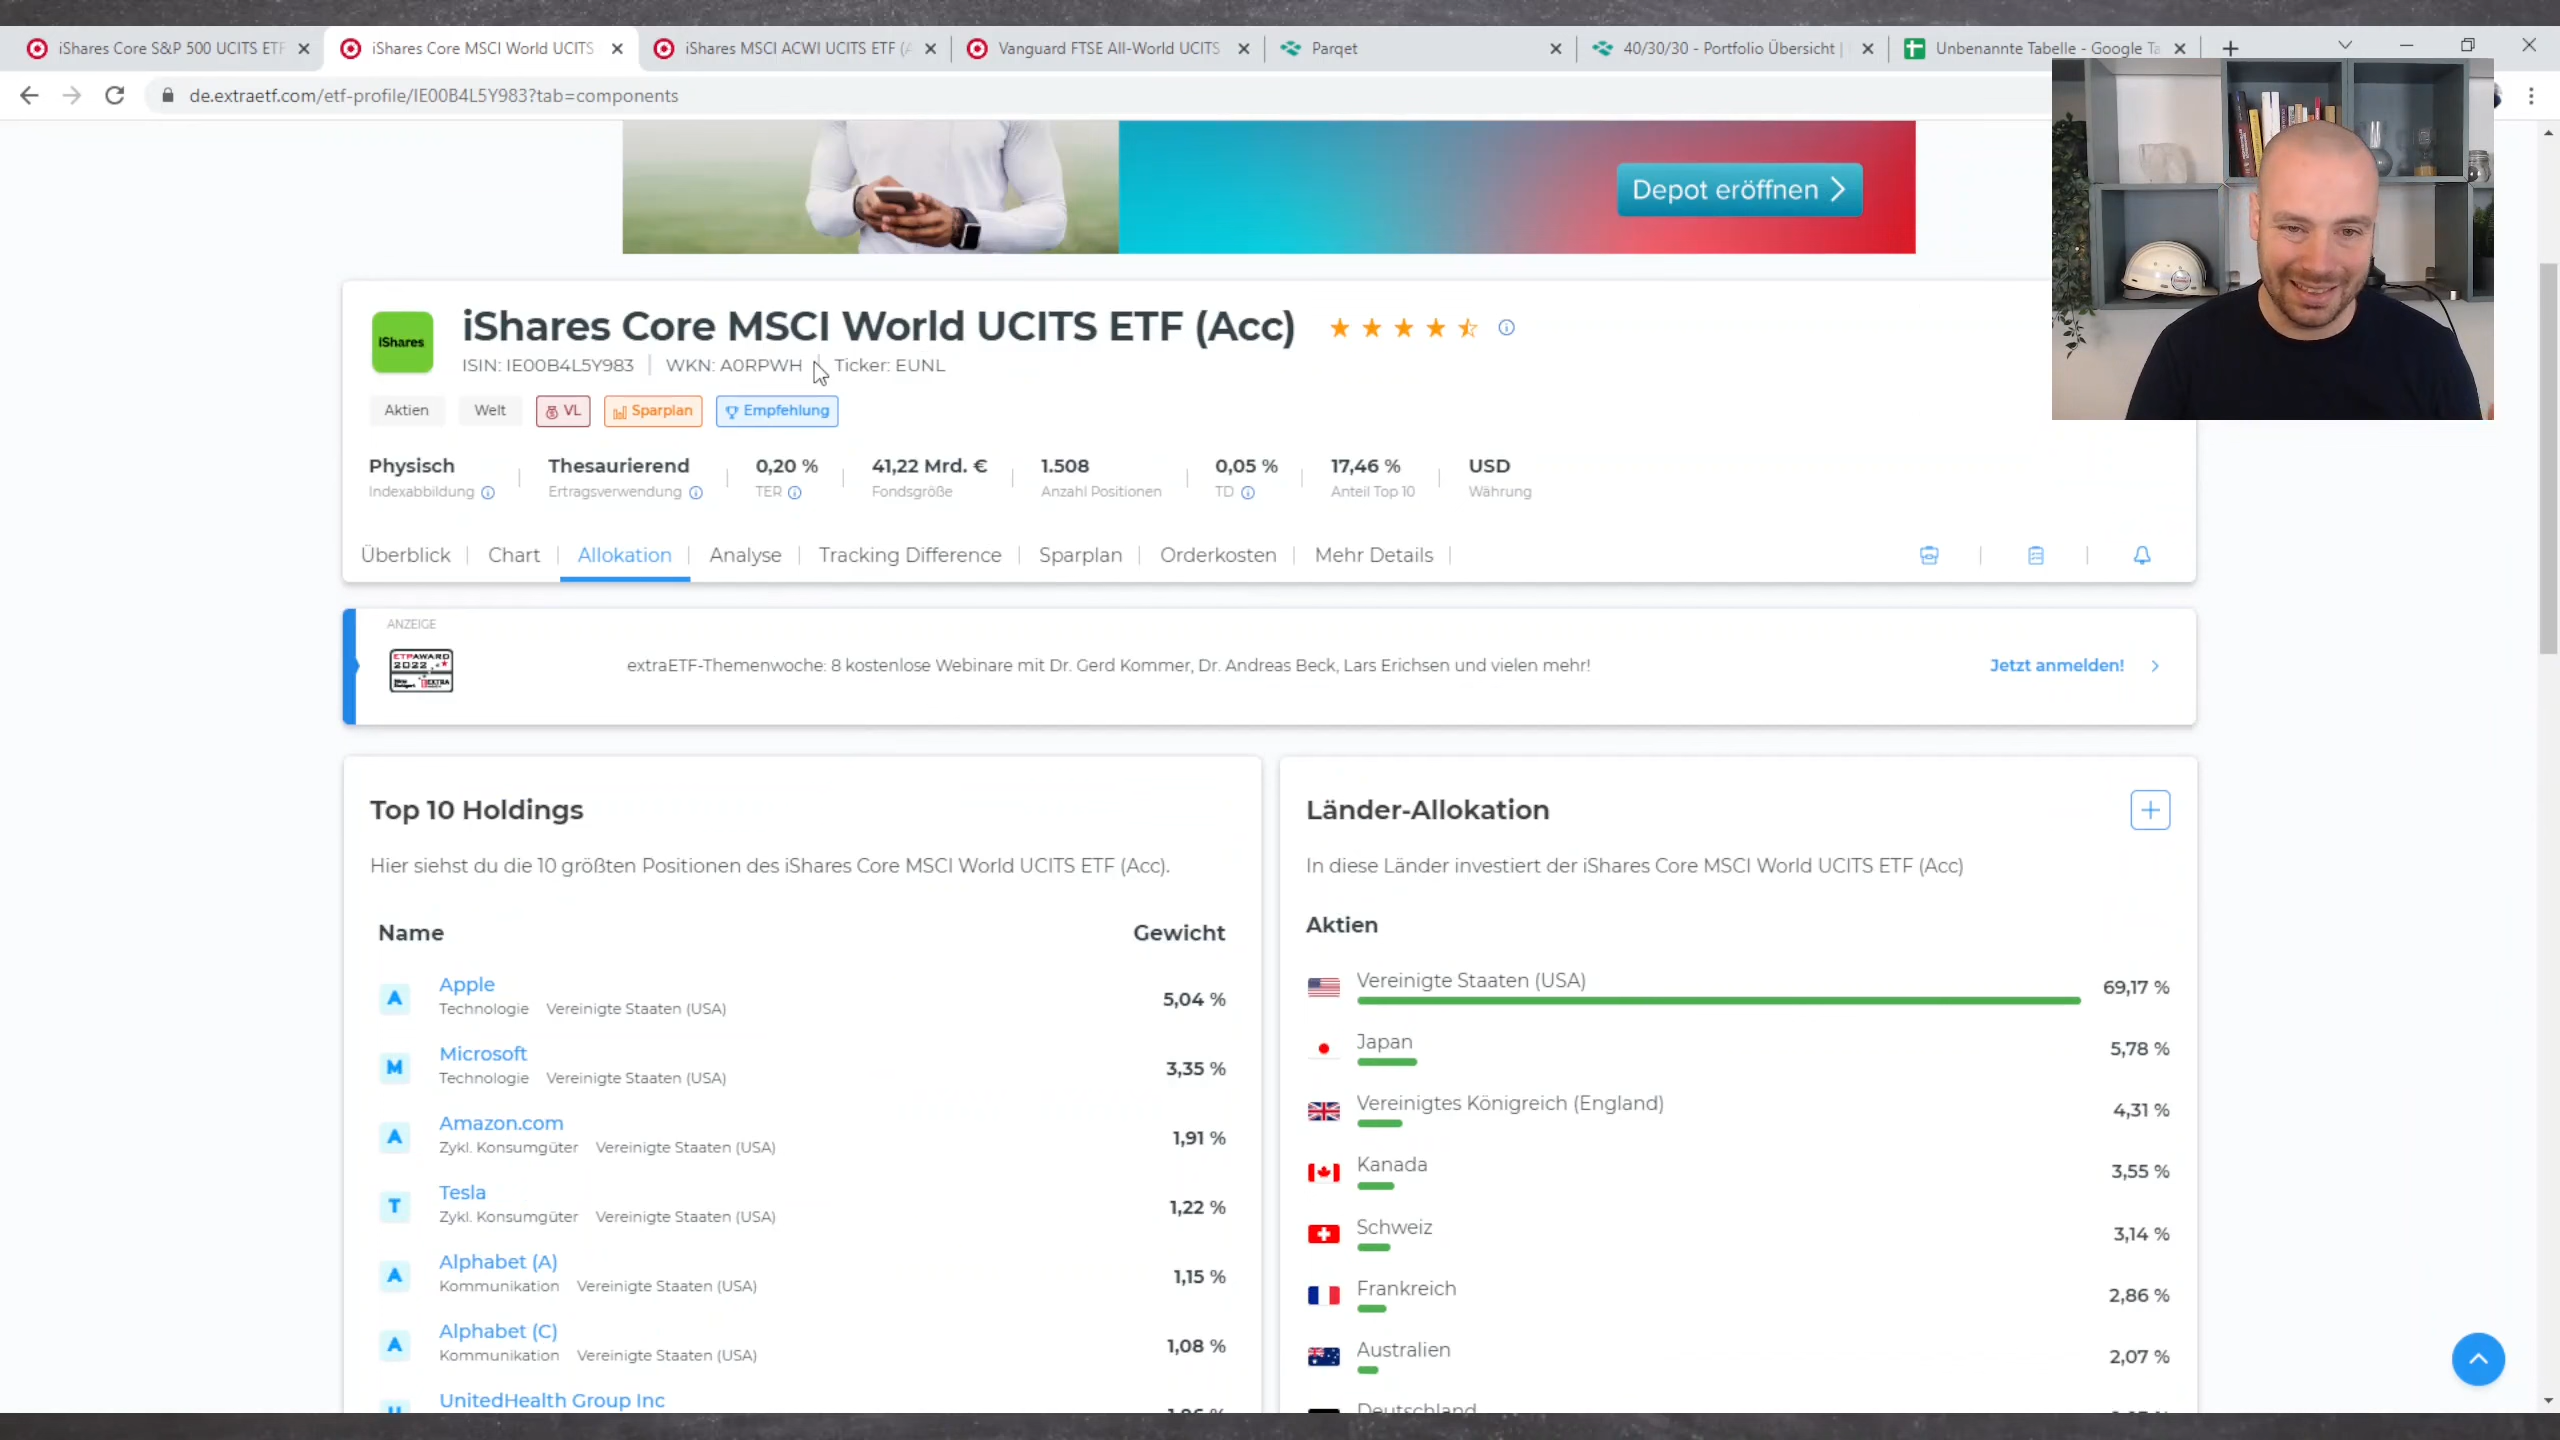 iShares Core S&P 500 UCITS ETF
iShares Core MSCI World UCITS
iShares MSCI ACWI UCITS ETF (A
Vanguard FTSE All-World UCITS
Parqet
40/30/30 - Portfolio Übersicht |
Unbenannte Tabelle - Google Ta
de.extraetf.com/etf-profile/IE00B4L5Y983?tab=components
Depot eröffnen
iShares
iShares Core MSCI World UCITS ETF (Acc)
ISIN: IE00B4L5Y983 | WKN: A0RPWH | Ticker: EUNL
Aktien Welt VL Sparplan Empfehlung
Physisch Thesaurierend 0,20 % 41,22 Mrd. € 1.508 0,05 % 17,46 % USD
Indexabbildung Ertragsverwendung TER Fondsgröße Anzahl Positionen TD Anteil Top 10 Währung
Überblick Chart Allokation Analyse Tracking Difference Sparplan Orderkosten Mehr Details
ANZEIGE
ETP AWARD
2022
EXTRA
extraETF-Themenwoche: 8 kostenlose Webinare mit Dr. Gerd Kommer, Dr. Andreas Beck, Lars Erichsen und vielen mehr!
Jetzt anmelden!
Top 10 Holdings
Hier siehst du die 10 größten Positionen des iShares Core MSCI World UCITS ETF (Acc).
Name Gewicht
A Apple 5,04 %
Technologie Vereinigte Staaten (USA)
M Microsoft 3,35 %
Technologie Vereinigte Staaten (USA)
A Amazon.com 1,91 %
Zykl. Konsumgüter Vereinigte Staaten (USA)
T Tesla 1,22 %
Zykl. Konsumgüter Vereinigte Staaten (USA)
A Alphabet (A) 1,15 %
Kommunikation Vereinigte Staaten (USA)
A Alphabet (C) 1,08 %
Kommunikation Vereinigte Staaten (USA)
UnitedHealth Group Inc
Länder-Allokation
In diese Länder investiert der iShares Core MSCI World UCITS ETF (Acc)
Aktien
Vereinigte Staaten (USA) 69,17 %
Japan 5,78 %
Vereinigtes Königreich (England) 4,31 %
Kanada 3,55 %
Schweiz 3,14 %
Frankreich 2,86 %
Australien 2,07 %
Deutschland